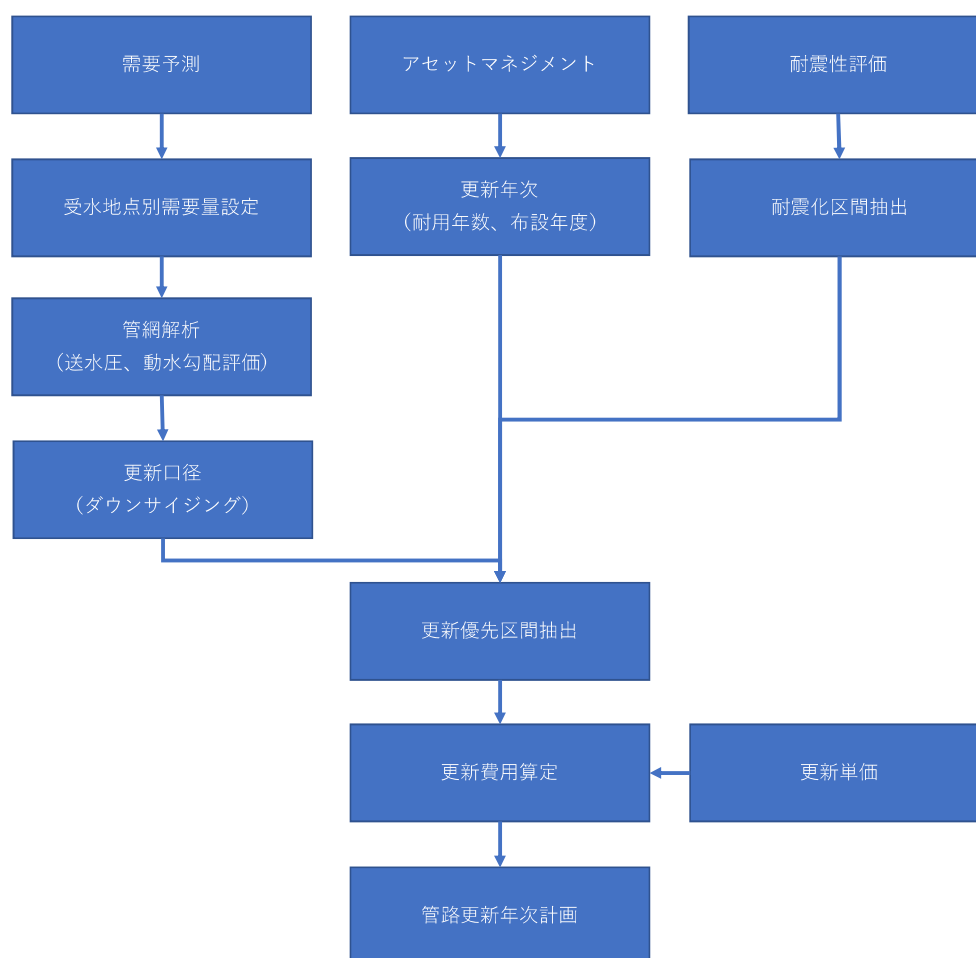 需要予測
アセットマネジメント
耐震性評価
受水地点別需要量設定
更新年次
（耐用年数、布設年度）
耐震化区間抽出
管網解析
（送水圧、動水勾配評価）
更新口径
（ダウンサイジング）
更新優先区間抽出
更新費用算定
更新単価
管路更新年次計画